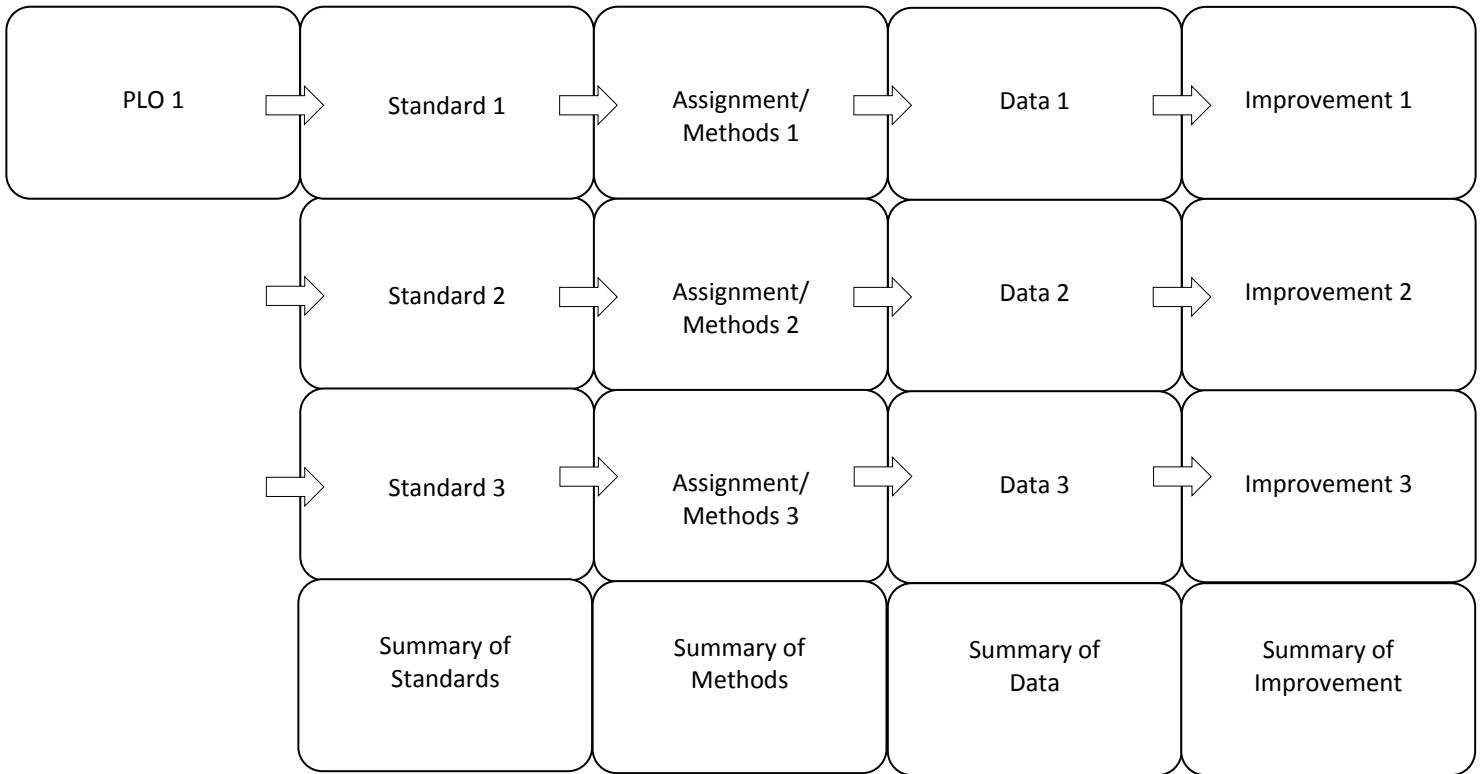 PLO 1
Standard 1
Assignment/
Methods 1
Data 1
Improvement 1
Standard 2
Assignment/
Methods 2
Data 2
Improvement 2
Standard 3
Assignment/
Methods 3
Data 3
Improvement 3
Summary of
Standards
Summary of
Methods
Summary of
Data
Summary of
Improvement